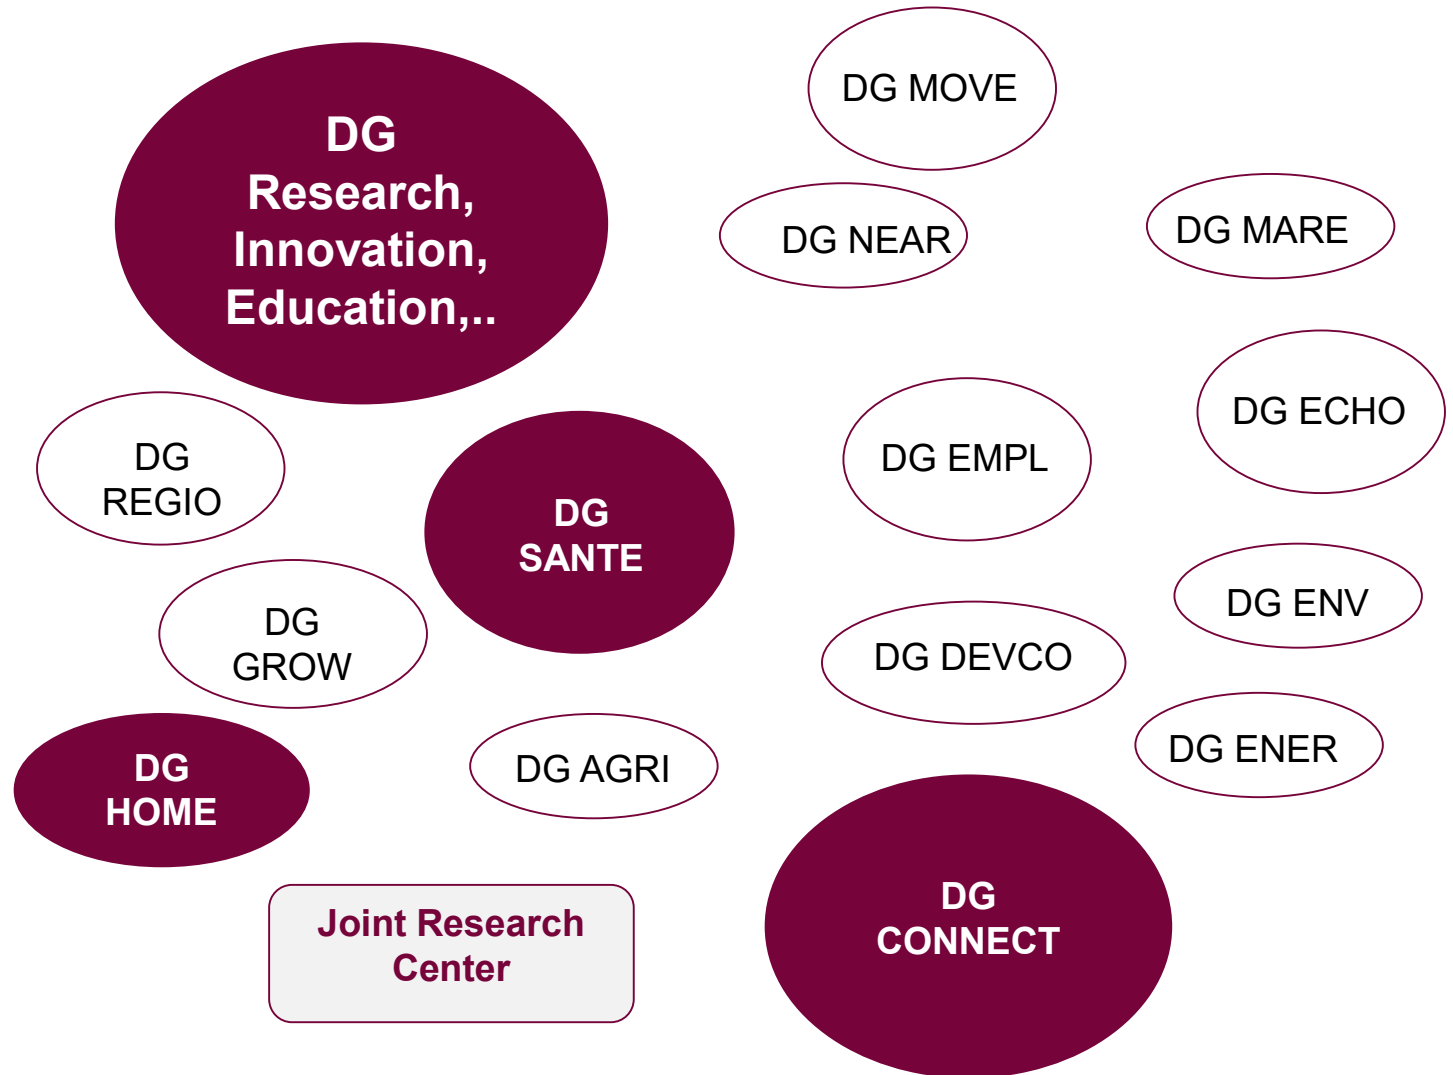 DG
Research,
Innovation,
Education,..
DG MOVE
DG NEAR
DG MARE
DG
REGIO
DG
SANTE
DG EMPL
DG ECHO
DG
GROW
DG DEVCO
DG ENV
DG
HOME
DG AGRI
DG ENER
Joint Research
Center
DG
CONNECT